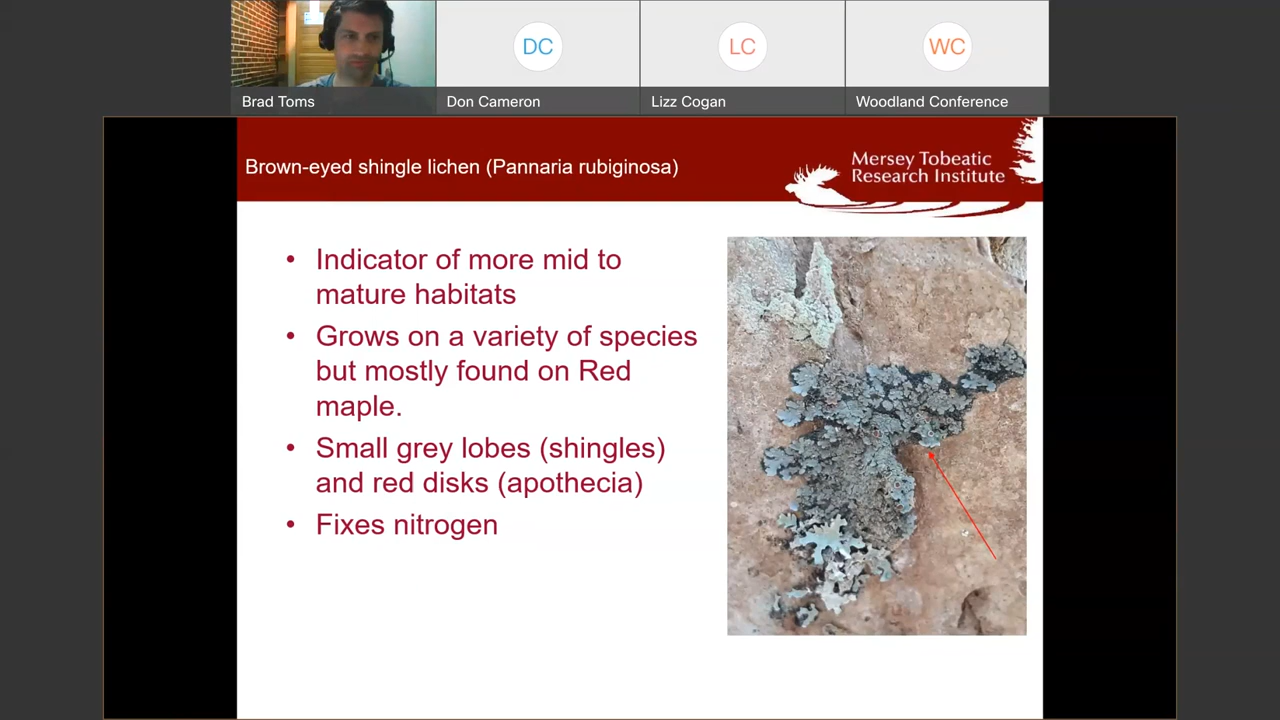 DC
LC
WC
Brad Toms
Don Cameron
Lizz Cogan
Woodland Conference
Brown-eyed shingle lichen (Pannaria rubiginosa)
Mersey Tobeatic
Research Institute
• Indicator of more mid to
mature habitats
• Grows on a variety of species
but mostly found on Red
maple.
• Small grey lobes (shingles)
and red disks (apothecia)
• Fixes nitrogen